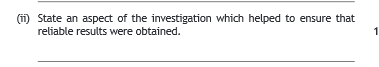 (ii) State an aspect of the investigation which helped to ensure that
reliable results were obtained. 1